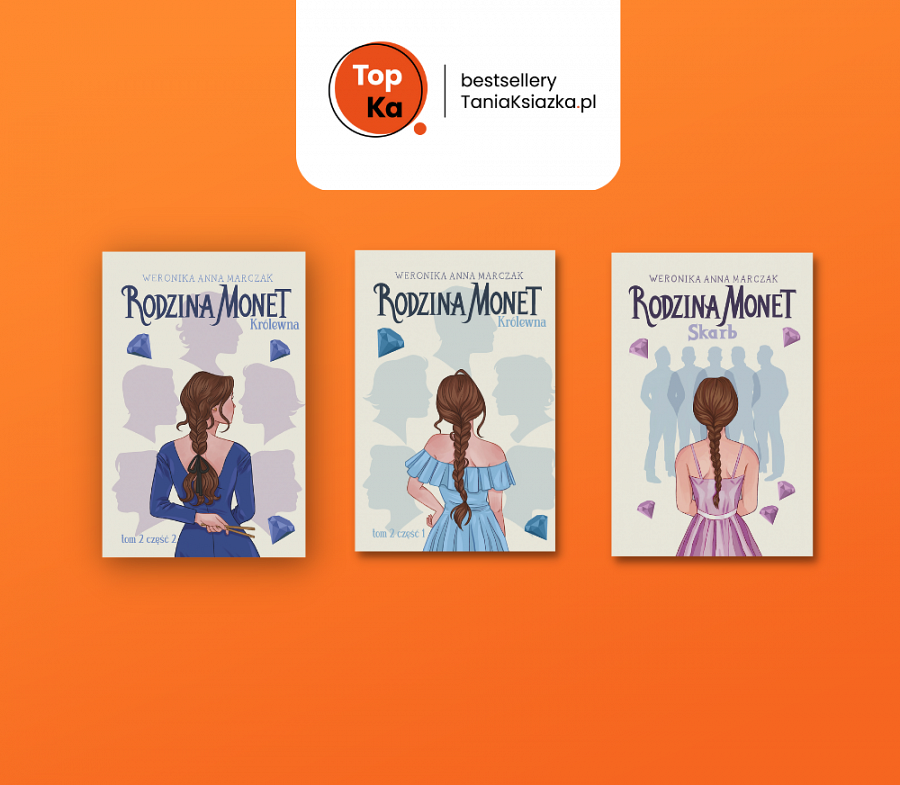 Top
Ka
bestsellery
TaniaKsiazka.pl
WERONIKA ANNA MARCZAK
RODZINA MONET
Królewna
tom 2 część 2
WERONIKA ANNA MARCZAK
RODZINA MONET
Królewna
tom 2 część 1
WERONIKA ANNA MARCZAK
RODZINA MONET
Skarb